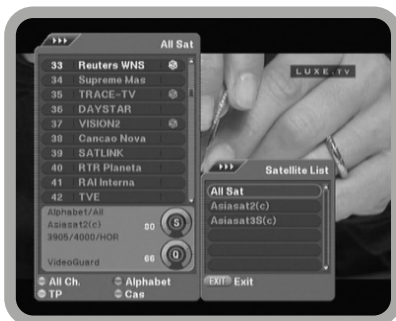 All Sat
33 Reuters WNS
34 Supreme Mas
35 TRACE-TV
36 DAYSTAR
37 VISION2
38 Cancao Nova
39 SATLINK
40 RTR Planeta
41 RAI Interna
42 TVE
Alphabet/All
Asiasat2(c)
3905/4000/HOR
80 S
VideoGuard
66 Q
All Ch. Alphabet
TP Cas
LUXE.TV
Satellite List
All Sat
Asiasat2(c)
Asiasat3S(c)
EXIT Exit